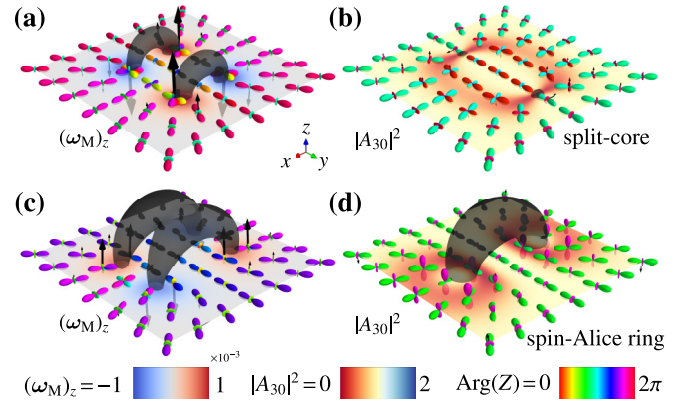 (a)
(b)
(ω_M)_z
z
x
y
|A_30|^2
split-core
(c)
(d)
(ω_M)_z
|A_30|^2
spin-Alice ring
×10^−3
(ω_M)_z = −1
1
|A_30|^2 = 0
2
Arg(Z) = 0
2π